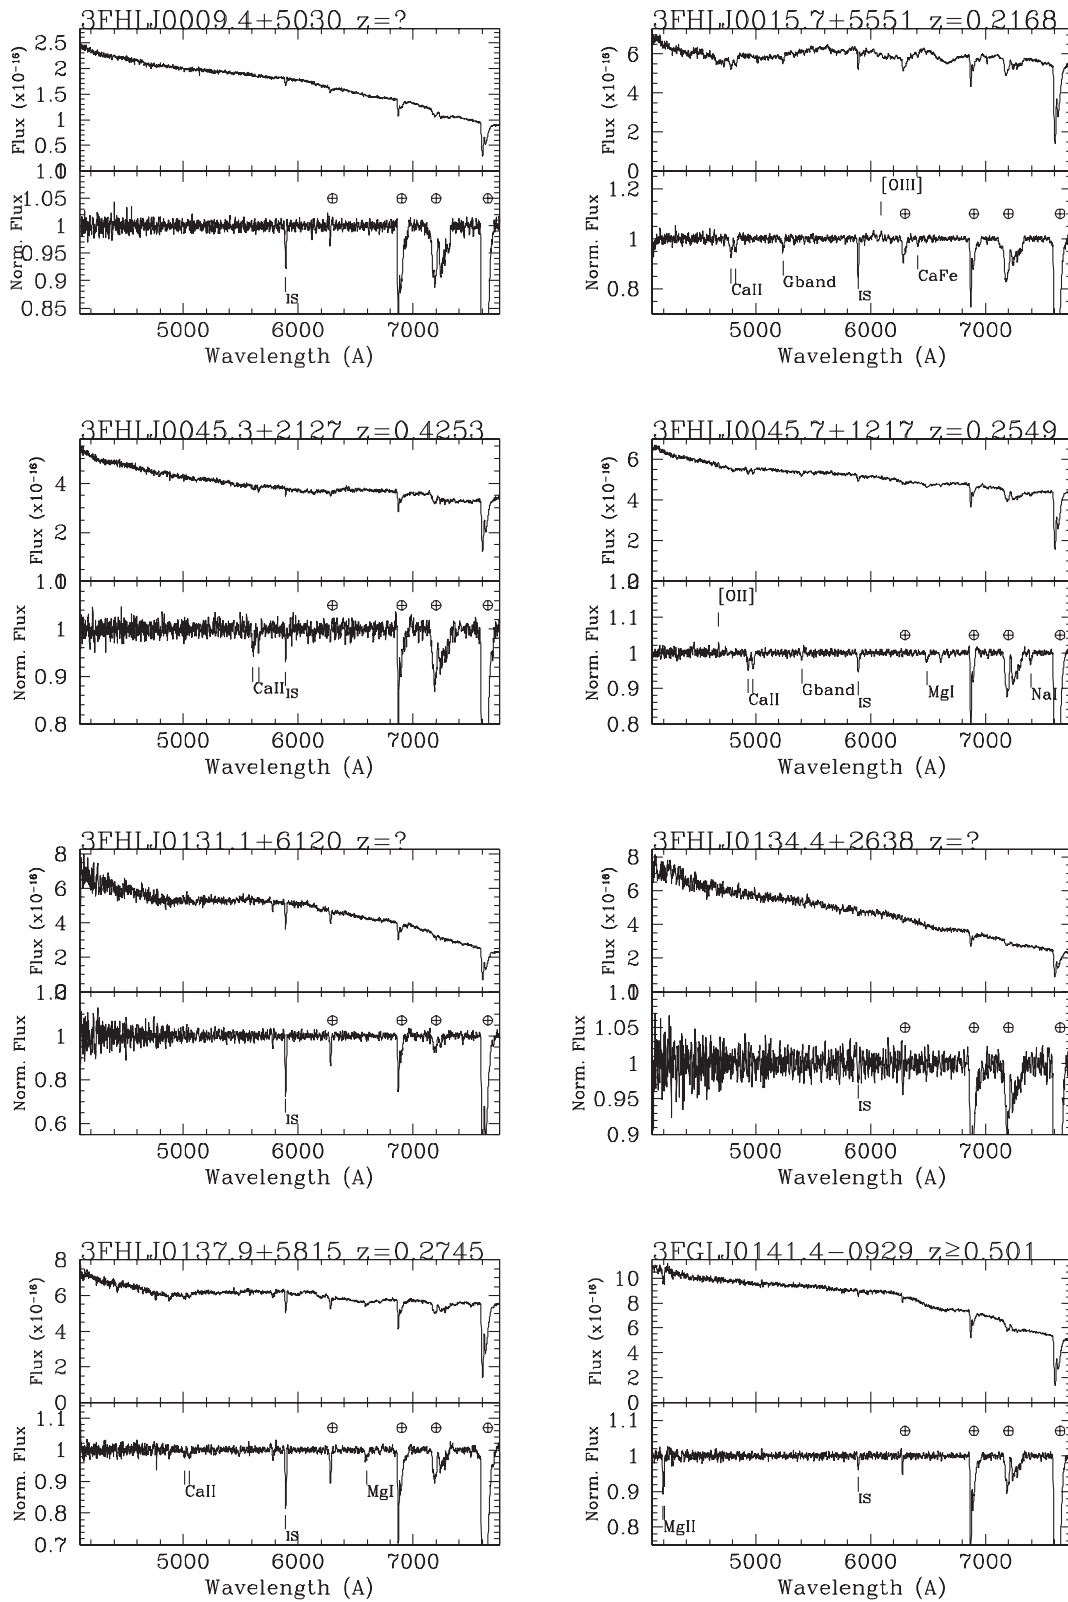 3FHLJ0009.4+5030 z=?
Flux (x10⁻¹⁶)
2.5
2
1.5
1
0.5
0
Norm. Flux
1.05
1
0.95
0.9
0.85
⊕ ⊕ ⊕ ⊕
IS
5000 6000 7000
Wavelength (A)
3FHLJ0015.7+5551 z=0.2168
Flux (x10⁻¹⁶)
6
4
2
0
Norm. Flux
1.2
1
0.8
[OIII]
⊕ ⊕ ⊕ ⊕
CaII Gband IS CaFe
5000 6000 7000
Wavelength (A)
3FHLJ0045.3+2127 z=0.4253
Flux (x10⁻¹⁶)
4
2
0
Norm. Flux
1
0.9
0.8
⊕ ⊕ ⊕ ⊕
CaII IS
5000 6000 7000
Wavelength (A)
3FHLJ0045.7+1217 z=0.2549
Flux (x10⁻¹⁶)
6
4
2
Norm. Flux
1.1
1
0.9
0.8
[OII]
⊕ ⊕ ⊕ ⊕
CaII Gband IS MgI NaI
5000 6000 7000
Wavelength (A)
3FHLJ0131.1+6120 z=?
Flux (x10⁻¹⁶)
8
6
4
2
Norm. Flux
1
0.8
0.6
⊕ ⊕ ⊕ ⊕
IS
5000 6000 7000
Wavelength (A)
3FHLJ0134.4+2638 z=?
Flux (x10⁻¹⁶)
8
6
4
2
Norm. Flux
1.05
1
0.95
0.9
⊕ ⊕ ⊕ ⊕
IS
5000 6000 7000
Wavelength (A)
3FHLJ0137.9+5815 z=0.2745
Flux (x10⁻¹⁶)
8
6
4
2
0
Norm. Flux
1.1
1
0.9
0.8
0.7
⊕ ⊕ ⊕ ⊕
CaII IS MgI
5000 6000 7000
Wavelength (A)
3FGLJ0141.4−0929 z≥0.501
Flux (x10⁻¹⁶)
10
8
6
4
2
0
Norm. Flux
1.1
1
0.9
0.8
⊕ ⊕ ⊕ ⊕
MgII IS
5000 6000 7000
Wavelength (A)